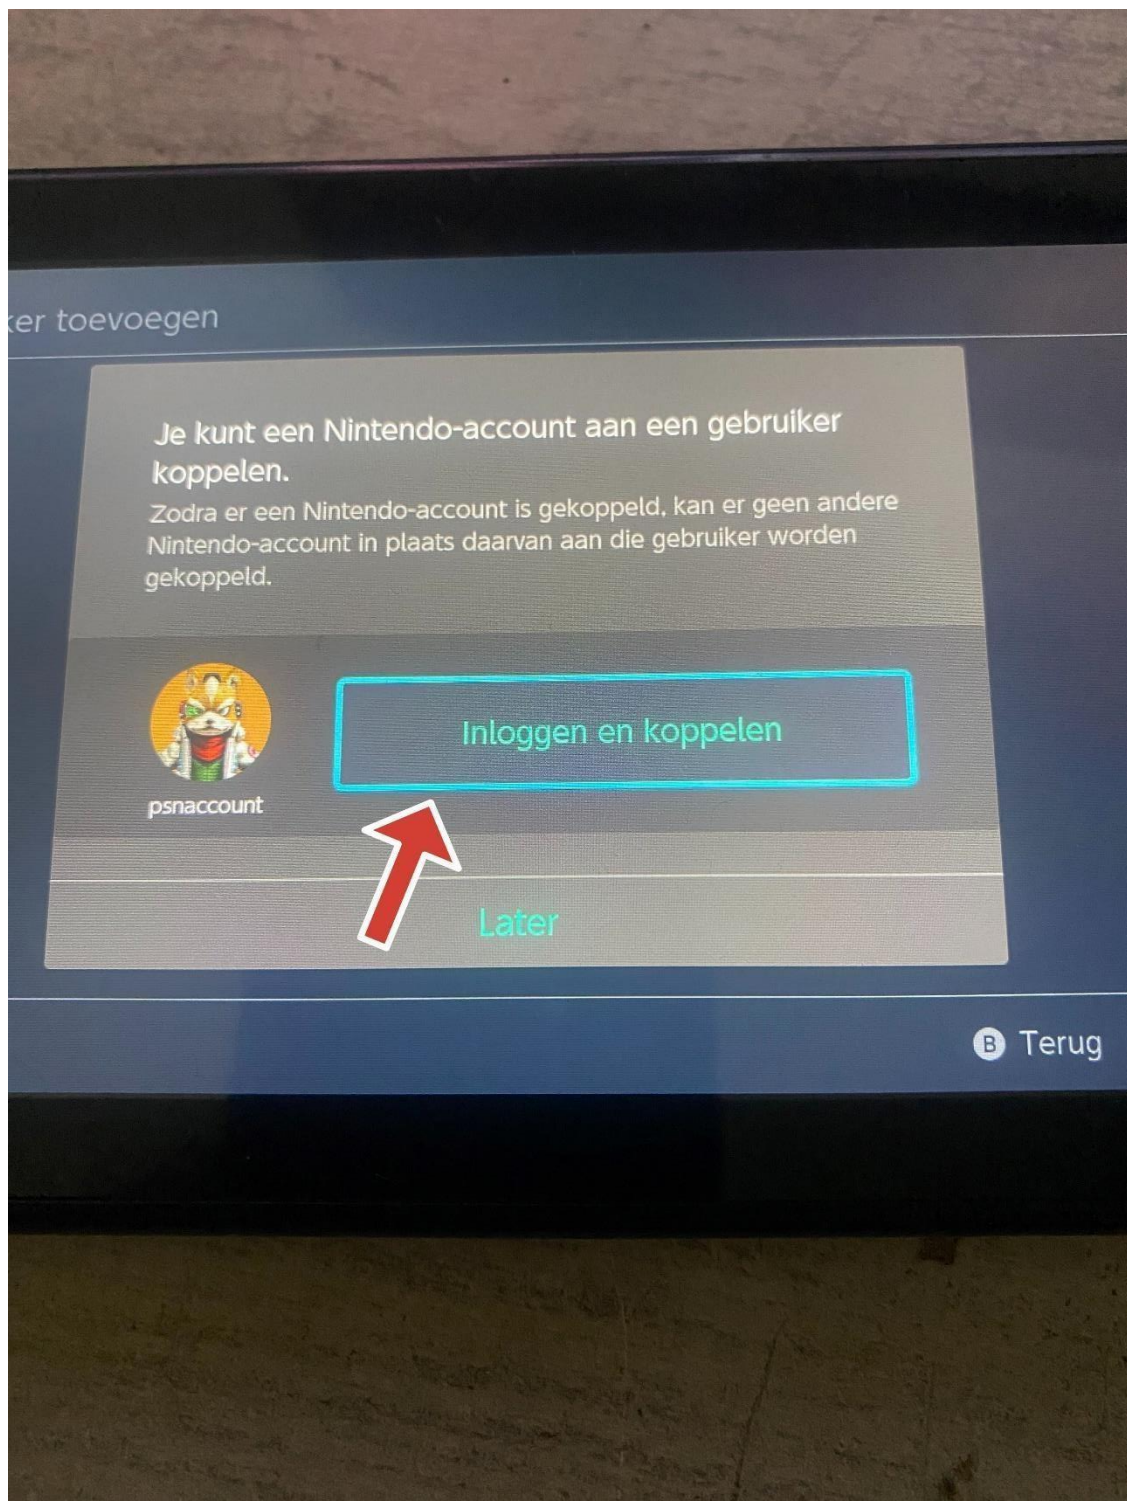 ker toevoegen
Je kunt een Nintendo-account aan een gebruiker
koppelen.
Zodra er een Nintendo-account is gekoppeld, kan er geen andere
Nintendo-account in plaats daarvan aan die gebruiker worden
gekoppeld.
Inloggen en koppelen
psnaccount
Later
B Terug